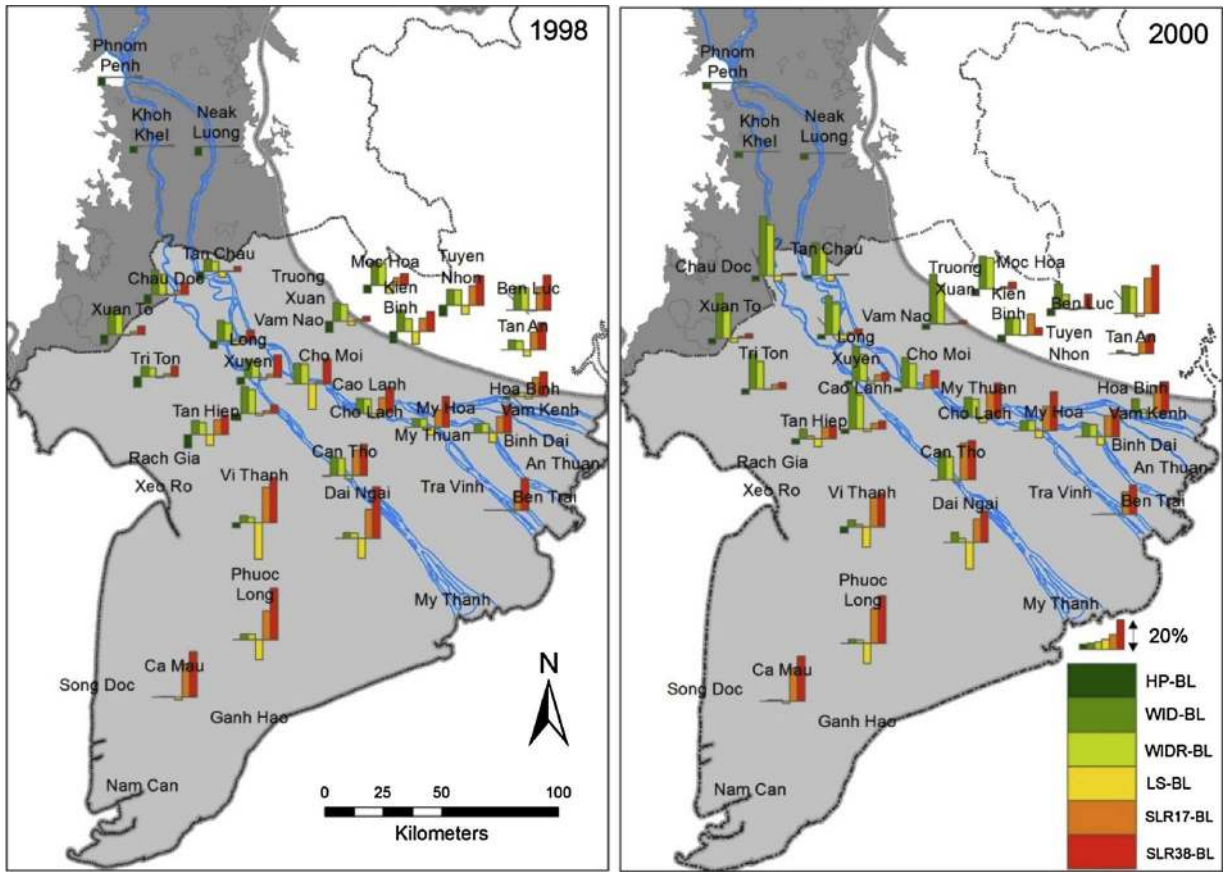 1998
Phnom
Penh
Khoh
Khel
Neak
Luong
Tan Chau
Chau Doc
Xuan To
Tri Ton
Truong
Xuan
Vam Nao
Moc Hoa
Tuyen
Nhon
Kien
Binh
Ben Luc
Tan An
Long
Xuyen
Cho Moi
Cao Lanh
Cho Lach
My Hoa
My Thuan
Hoa Binh
Vam Kenh
Binh Dai
An Thuan
Ben Trai
Tra Vinh
Tan Hiep
Rach Gia
Xeo Ro
Vi Thanh
Can Tho
Dai Ngai
My Thanh
Phuoc
Long
Ca Mau
Song Doc
Ganh Hao
Nam Can
N
0 25 50 100
Kilometers
2000
Phnom
Penh
Khoh
Khel
Neak
Luong
Tan Chau
Chau Doc
Xuan To
Tri Ton
Truong
Xuan
Vam Nao
Moc Hoa
Kien
Binh
Tuyen
Nhon
Ben Luc
Tan An
Long
Xuyen
Cho Moi
Cao Lanh
My Thuan
Cho Lach
My Hoa
Hoa Binh
Vam Kenh
Binh Dai
An Thuan
Ben Trai
Tra Vinh
Tan Hiep
Rach Gia
Xeo Ro
Vi Thanh
Can Tho
Dai Ngai
My Thanh
Phuoc
Long
Ca Mau
Song Doc
Ganh Hao
Nam Can
20%
HP-BL
WID-BL
WIDR-BL
LS-BL
SLR17-BL
SLR38-BL